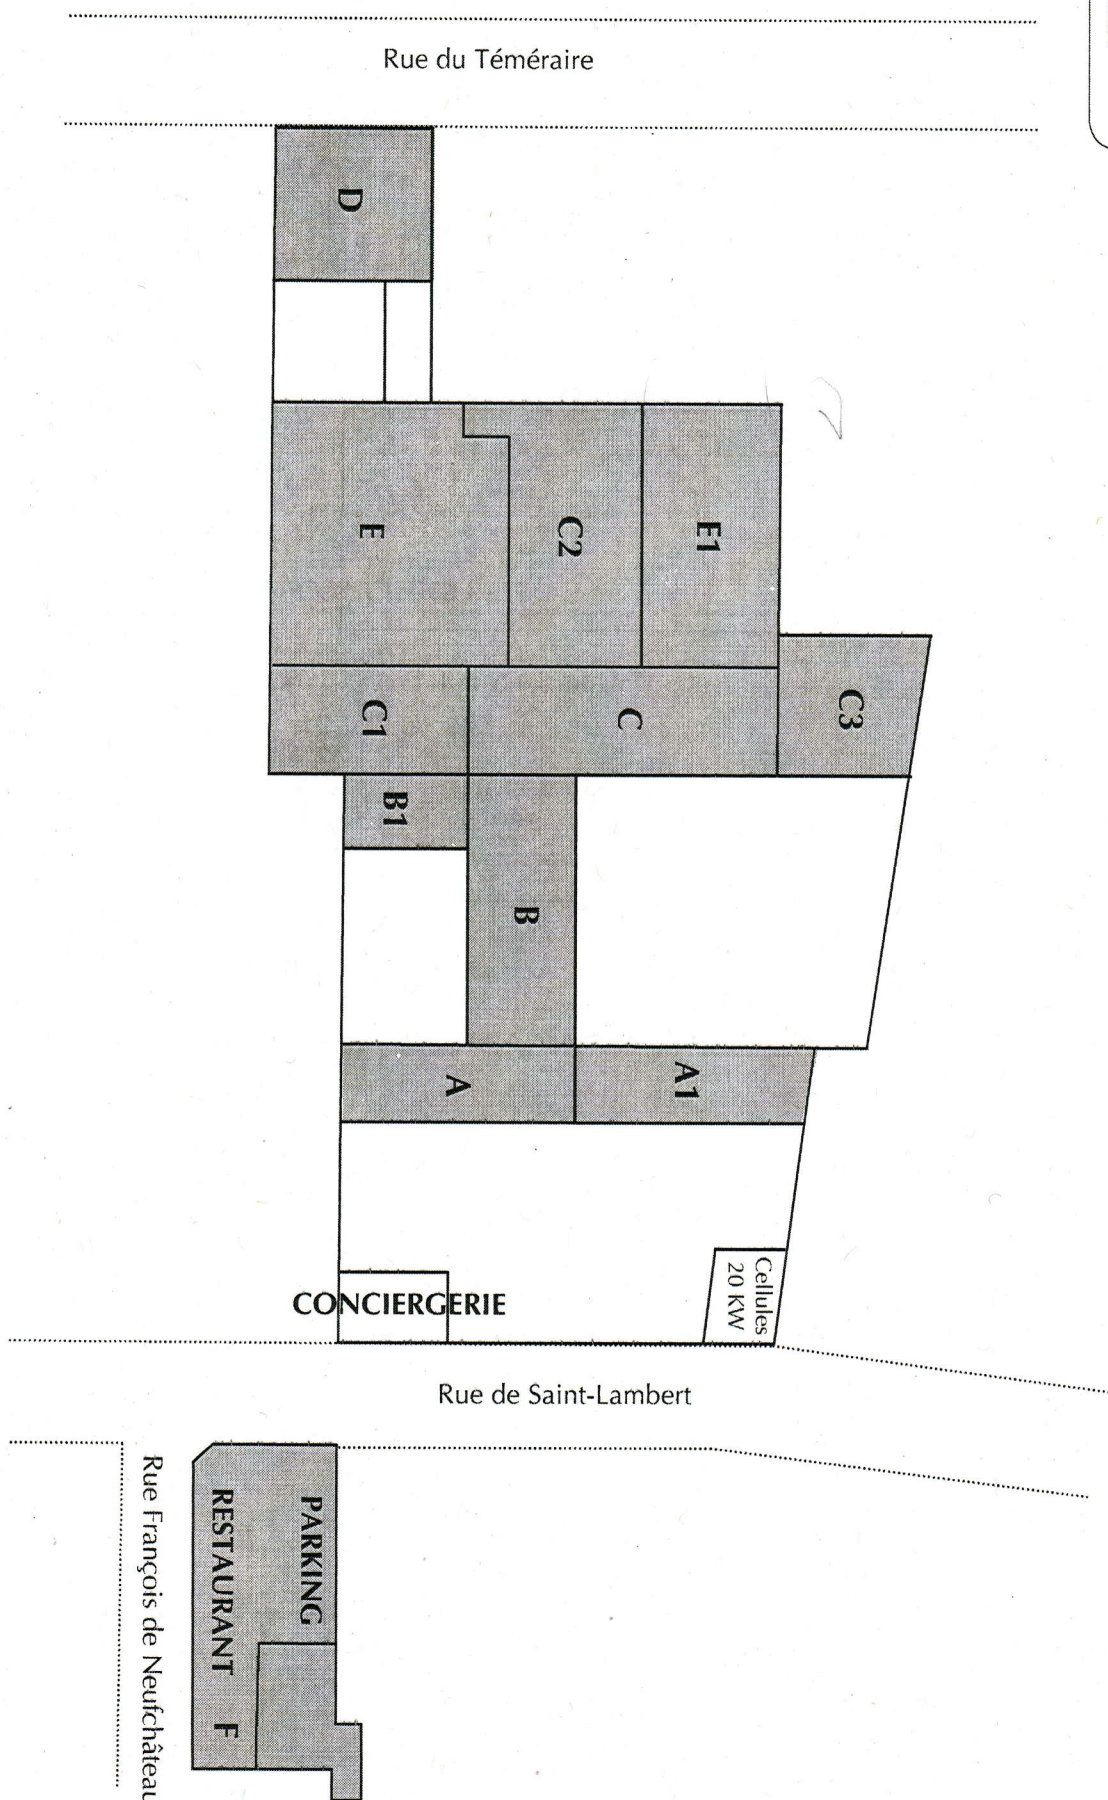 Rue du Téméraire
D
E
C2
E1
C1
C
C3
B1
B
A
A1
Cellules
20 KW
CONCIERGERIE
Rue de Saint-Lambert
PARKING
RESTAURANT F
Rue François de Neufchâteau